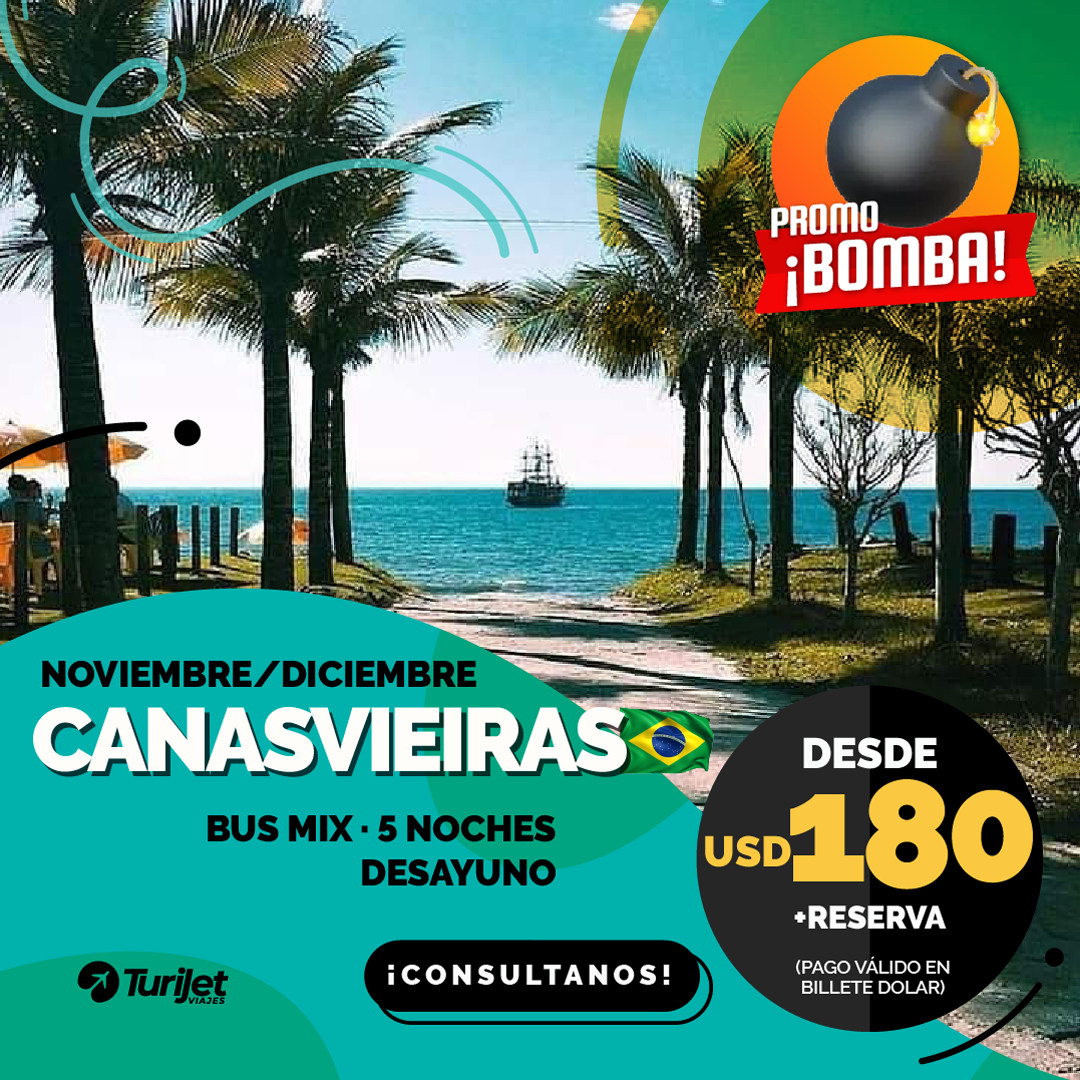 PROMO
¡BOMBA!
NOVIEMBRE/DICIEMBRE
CANASVIEIRAS
BUS MIX · 5 NOCHES
DESAYUNO
DESDE
USD180
+RESERVA
(PAGO VÁLIDO EN
BILLETE DOLAR)
¡CONSULTANOS!
TuriJet
VIAJES